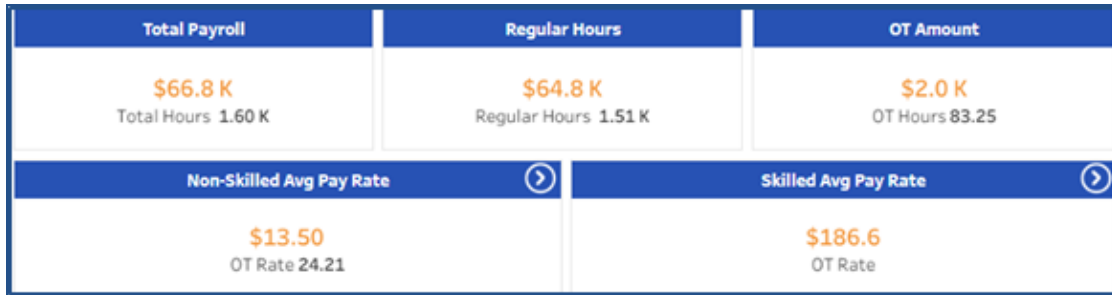 Total Payroll
Regular Hours
OT Amount
$66.8 K
Total Hours 1.60 K
$64.8 K
Regular Hours 1.51 K
$2.0 K
OT Hours 83.25
Non-Skilled Avg Pay Rate
Skilled Avg Pay Rate
$13.50
OT Rate 24.21
$186.6
OT Rate